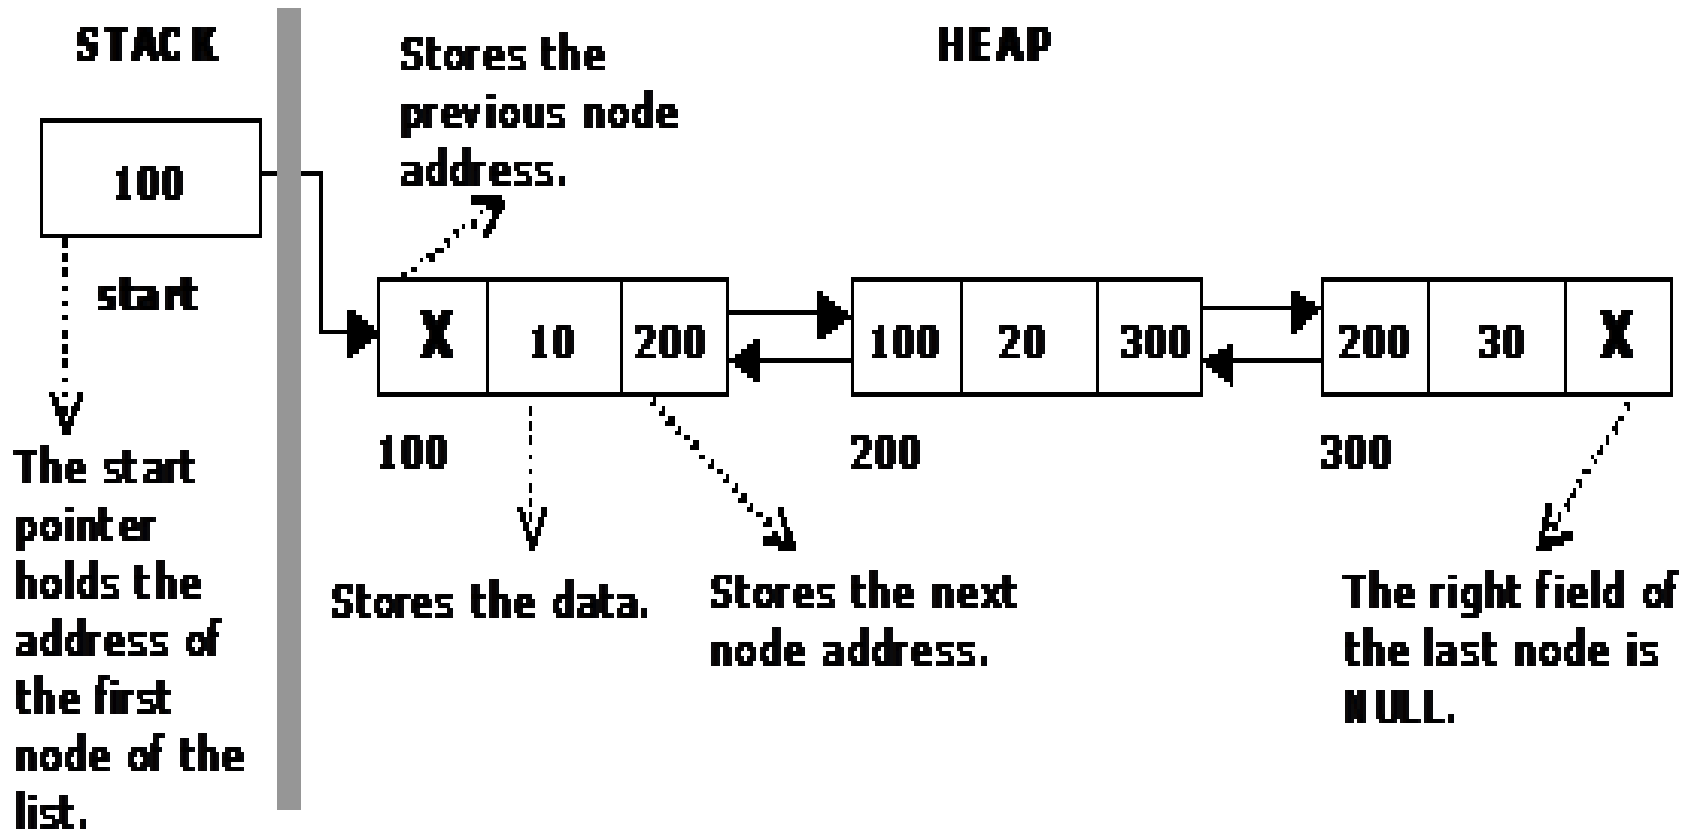 STACK
HEAP
Stores the
previous node
address.
100
start
X 10 200
100 20 300
200 30 X
100
200
300
The start
pointer
holds the
address of
the first
node of the
list.
Stores the data.
Stores the next
node address.
The right field of
the last node is
NULL.